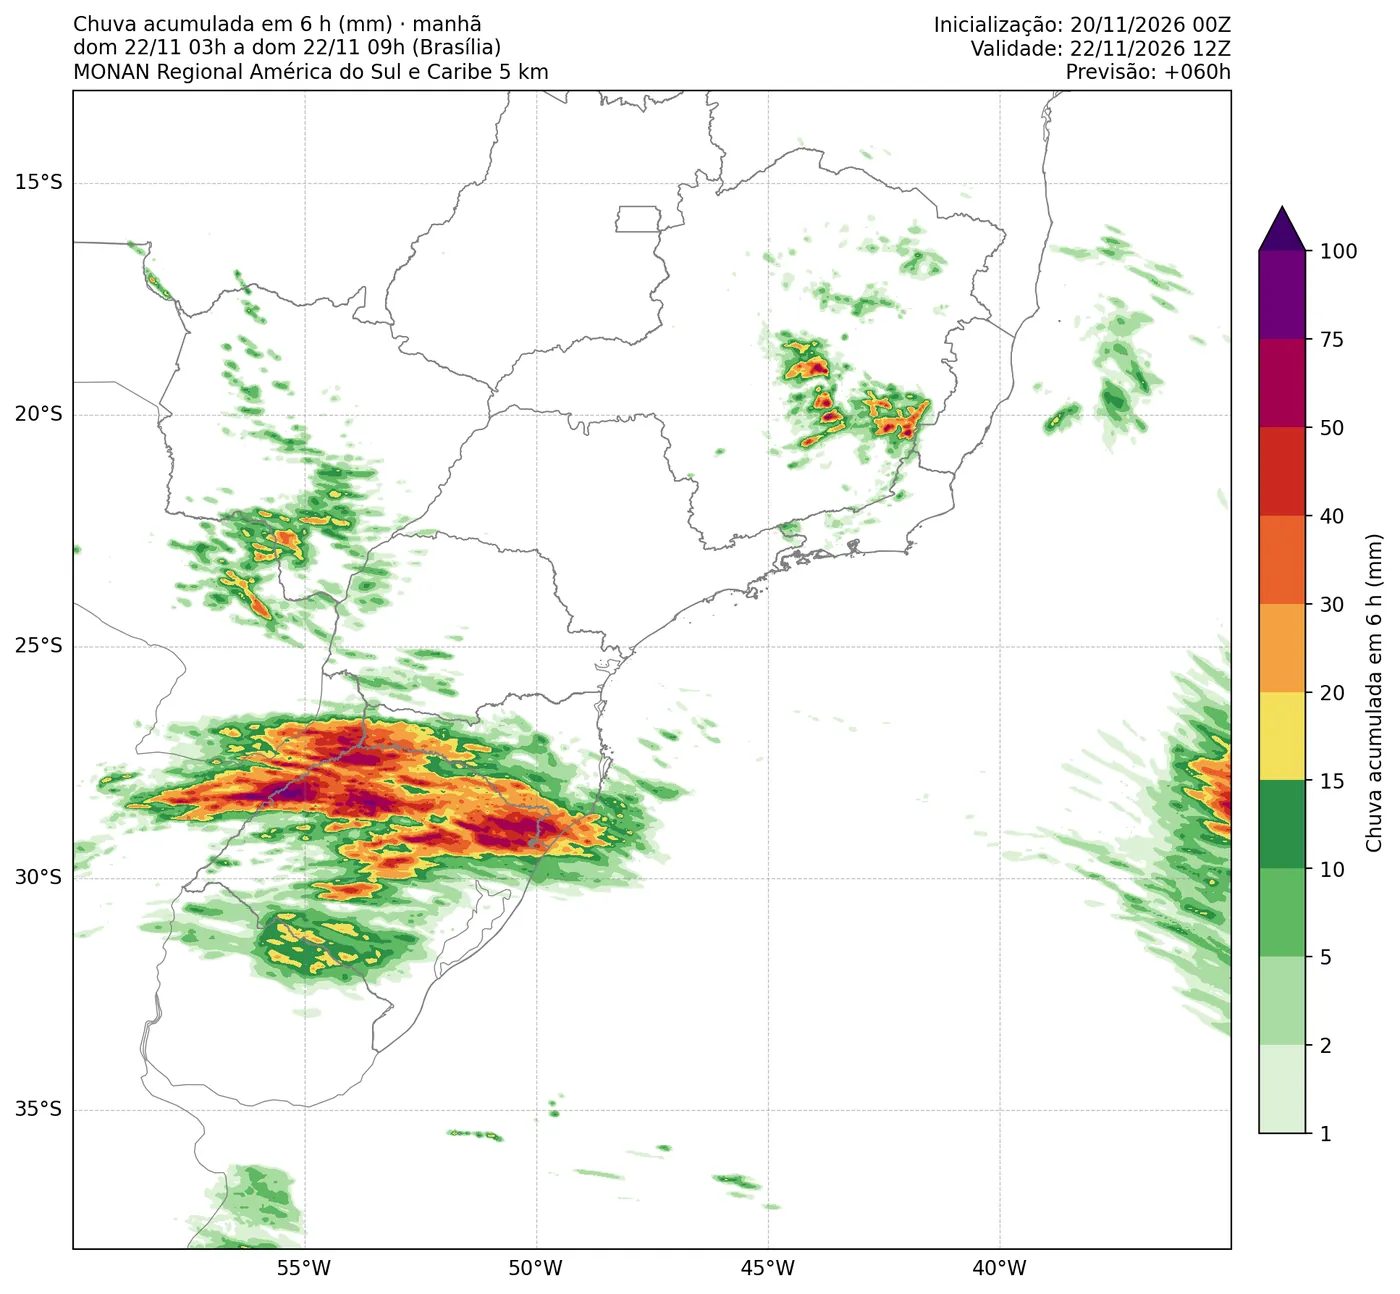 Chuva acumulada em 6 h (mm) · manhã
dom 22/11 03h a dom 22/11 09h (Brasília)
MONAN Regional América do Sul e Caribe 5 km
Inicialização: 20/11/2026 00Z
Validade: 22/11/2026 12Z
Previsão: +060h
15°S
20°S
25°S
30°S
35°S
55°W
50°W
45°W
40°W
100
75
50
40
30
20
15
10
5
2
1
Chuva acumulada em 6 h (mm)